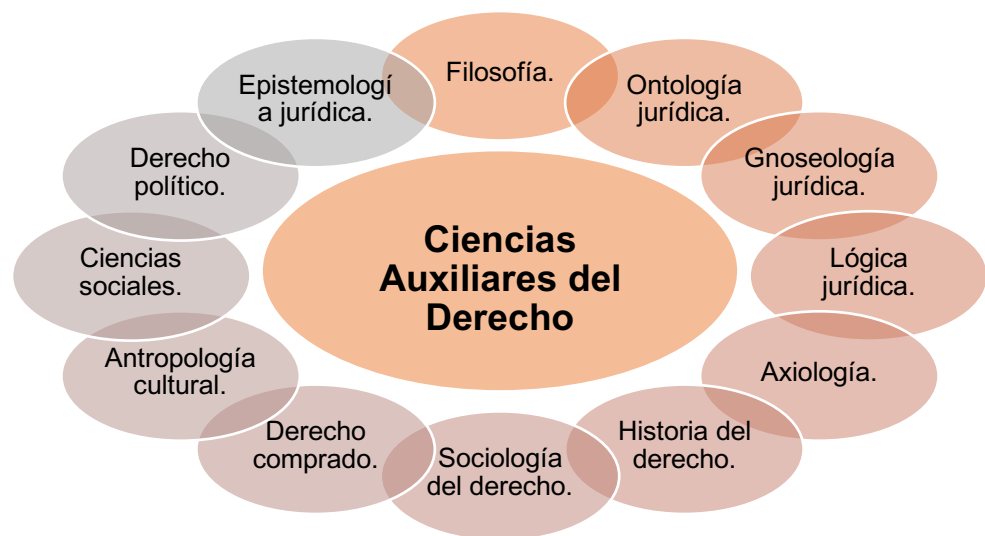 Filosofía.
Ontología
jurídica.
Gnoseología
jurídica.
Lógica
jurídica.
Axiología.
Historia del
derecho.
Sociología
del derecho.
Derecho
comprado.
Antropología
cultural.
Ciencias
sociales.
Derecho
político.
Epistemologí
a jurídica.
Ciencias
Auxiliares del
Derecho